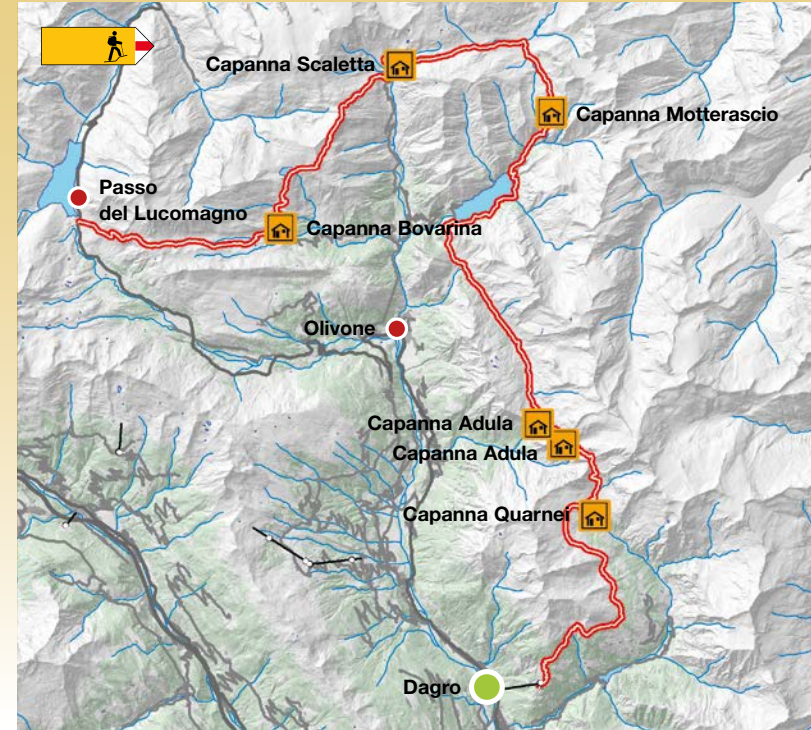 Capanna Scaletta
Capanna Motterascio
Passo
del Lucomagno
Capanna Bovarina
Olivone
Capanna Adula
Capanna Adula
Capanna Quarnei
Dagro